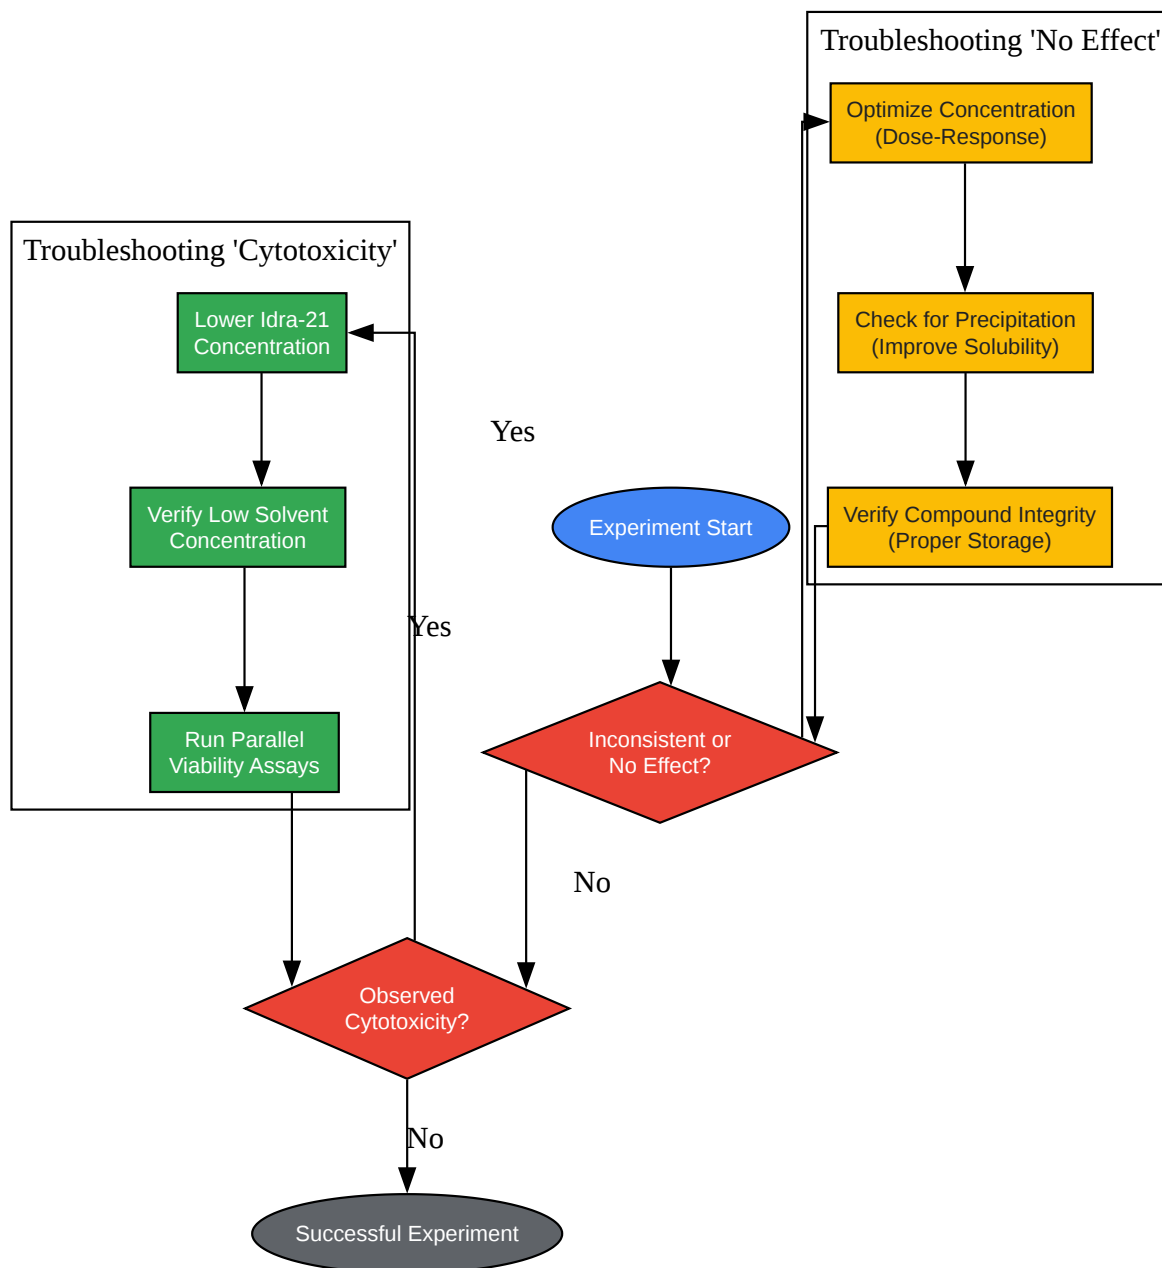 Troubleshooting 'No Effect'
Optimize Concentration
(Dose-Response)
Troubleshooting 'Cytotoxicity'
Lower Idra-21
Concentration
Check for Precipitation
(Improve Solubility)
Yes
Verify Low Solvent
Concentration
Experiment Start
Verify Compound Integrity
(Proper Storage)
Yes
Run Parallel
Viability Assays
Inconsistent or
No Effect?
No
Observed
Cytotoxicity?
No
Successful Experiment